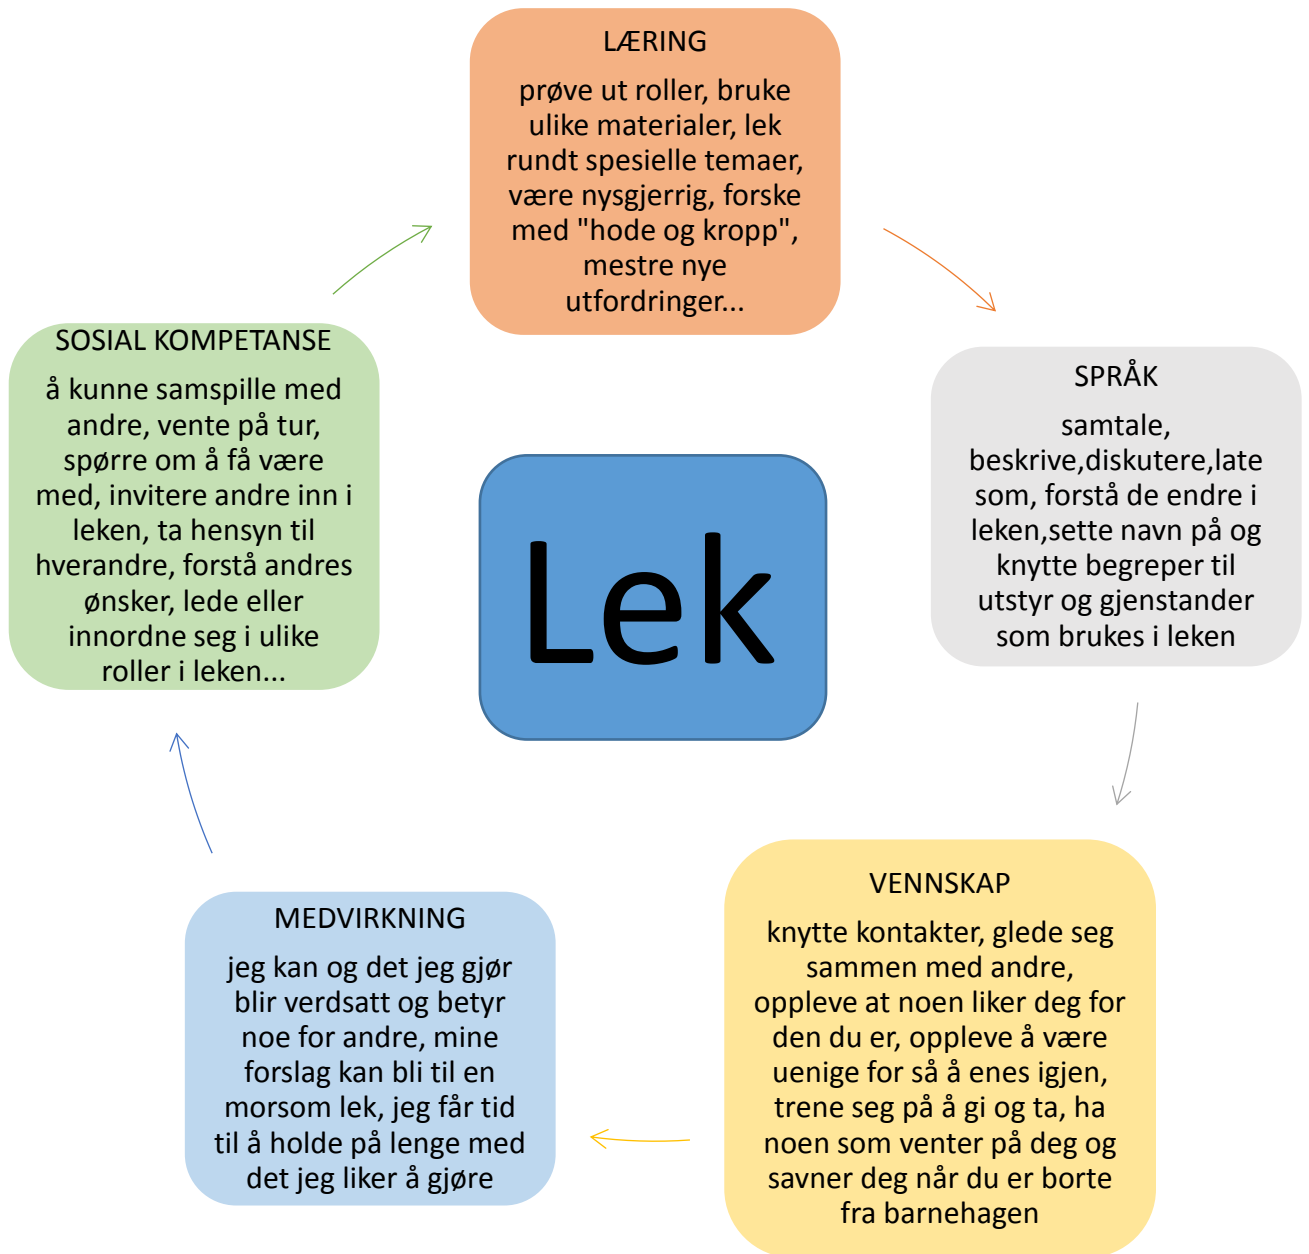 LÆRING
prøve ut roller, bruke
ulike materialer, lek
rundt spesielle temaer,
være nysgjerrig, forske
med "hode og kropp",
mestre nye
utfordringer...
SPRÅK
samtale,
beskrive,diskutere,late
som, forstå de endre i
leken,sette navn på og
knytte begreper til
utstyr og gjenstander
som brukes i leken
VENNSKAP
knytte kontakter, glede seg
sammen med andre,
oppleve at noen liker deg for
den du er, oppleve å være
uenige for så å enes igjen,
trene seg på å gi og ta, ha
noen som venter på deg og
savner deg når du er borte
fra barnehagen
MEDVIRKNING
jeg kan og det jeg gjør
blir verdsatt og betyr
noe for andre, mine
forslag kan bli til en
morsom lek, jeg får tid
til å holde på lenge med
det jeg liker å gjøre
SOSIAL KOMPETANSE
å kunne samspille med
andre, vente på tur,
spørre om å få være
med, invitere andre inn i
leken, ta hensyn til
hverandre, forstå andres
ønsker, lede eller
innordne seg i ulike
roller i leken...
Lek